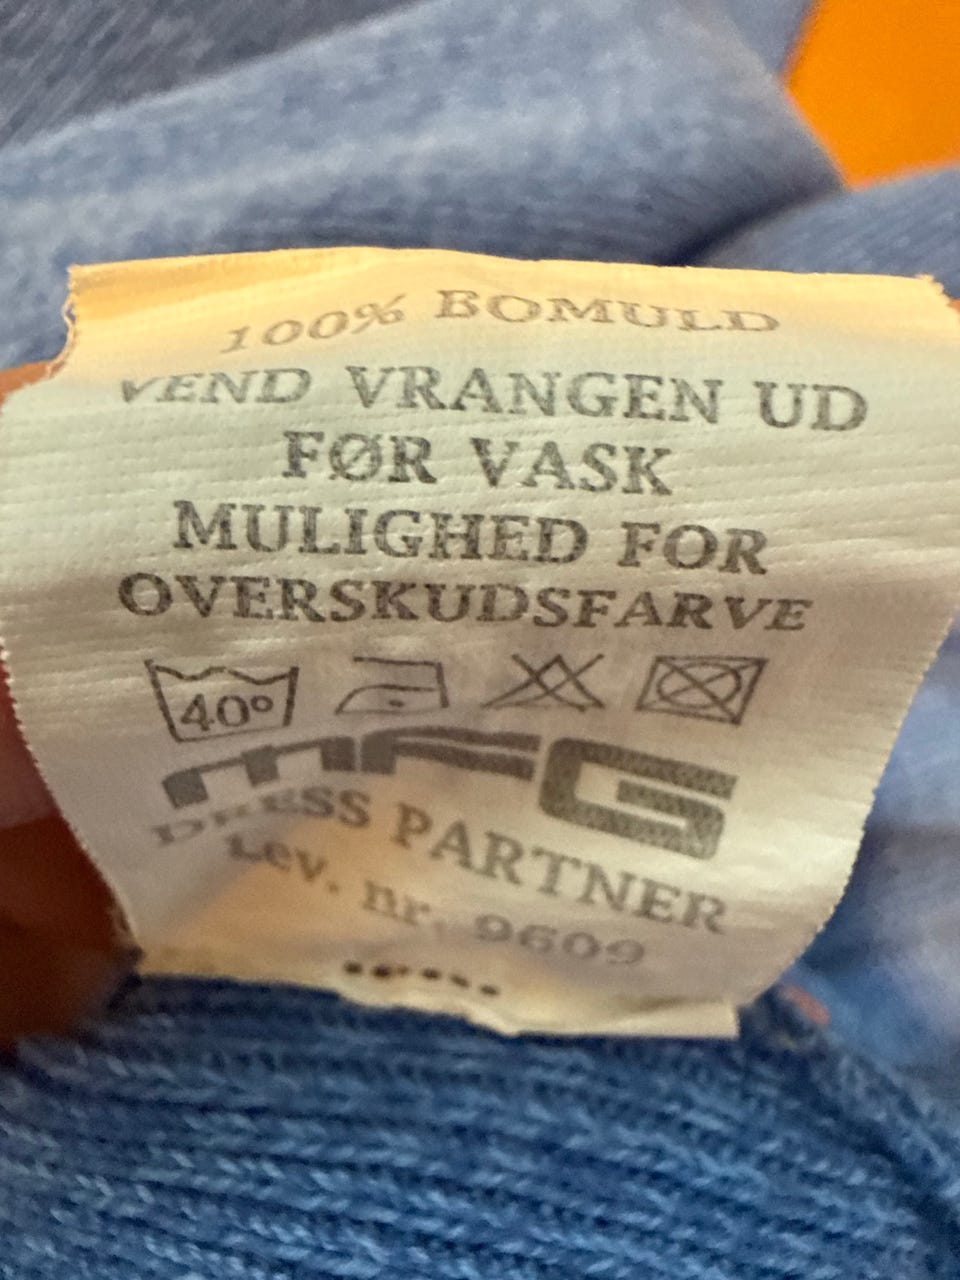 100% BOMULD
VEND VRANGEN UD
FØR VASK
MULIGHED FOR
OVERSKUDSFARVE
40°
MFG
DRESS PARTNER
Lev. nr. 9609